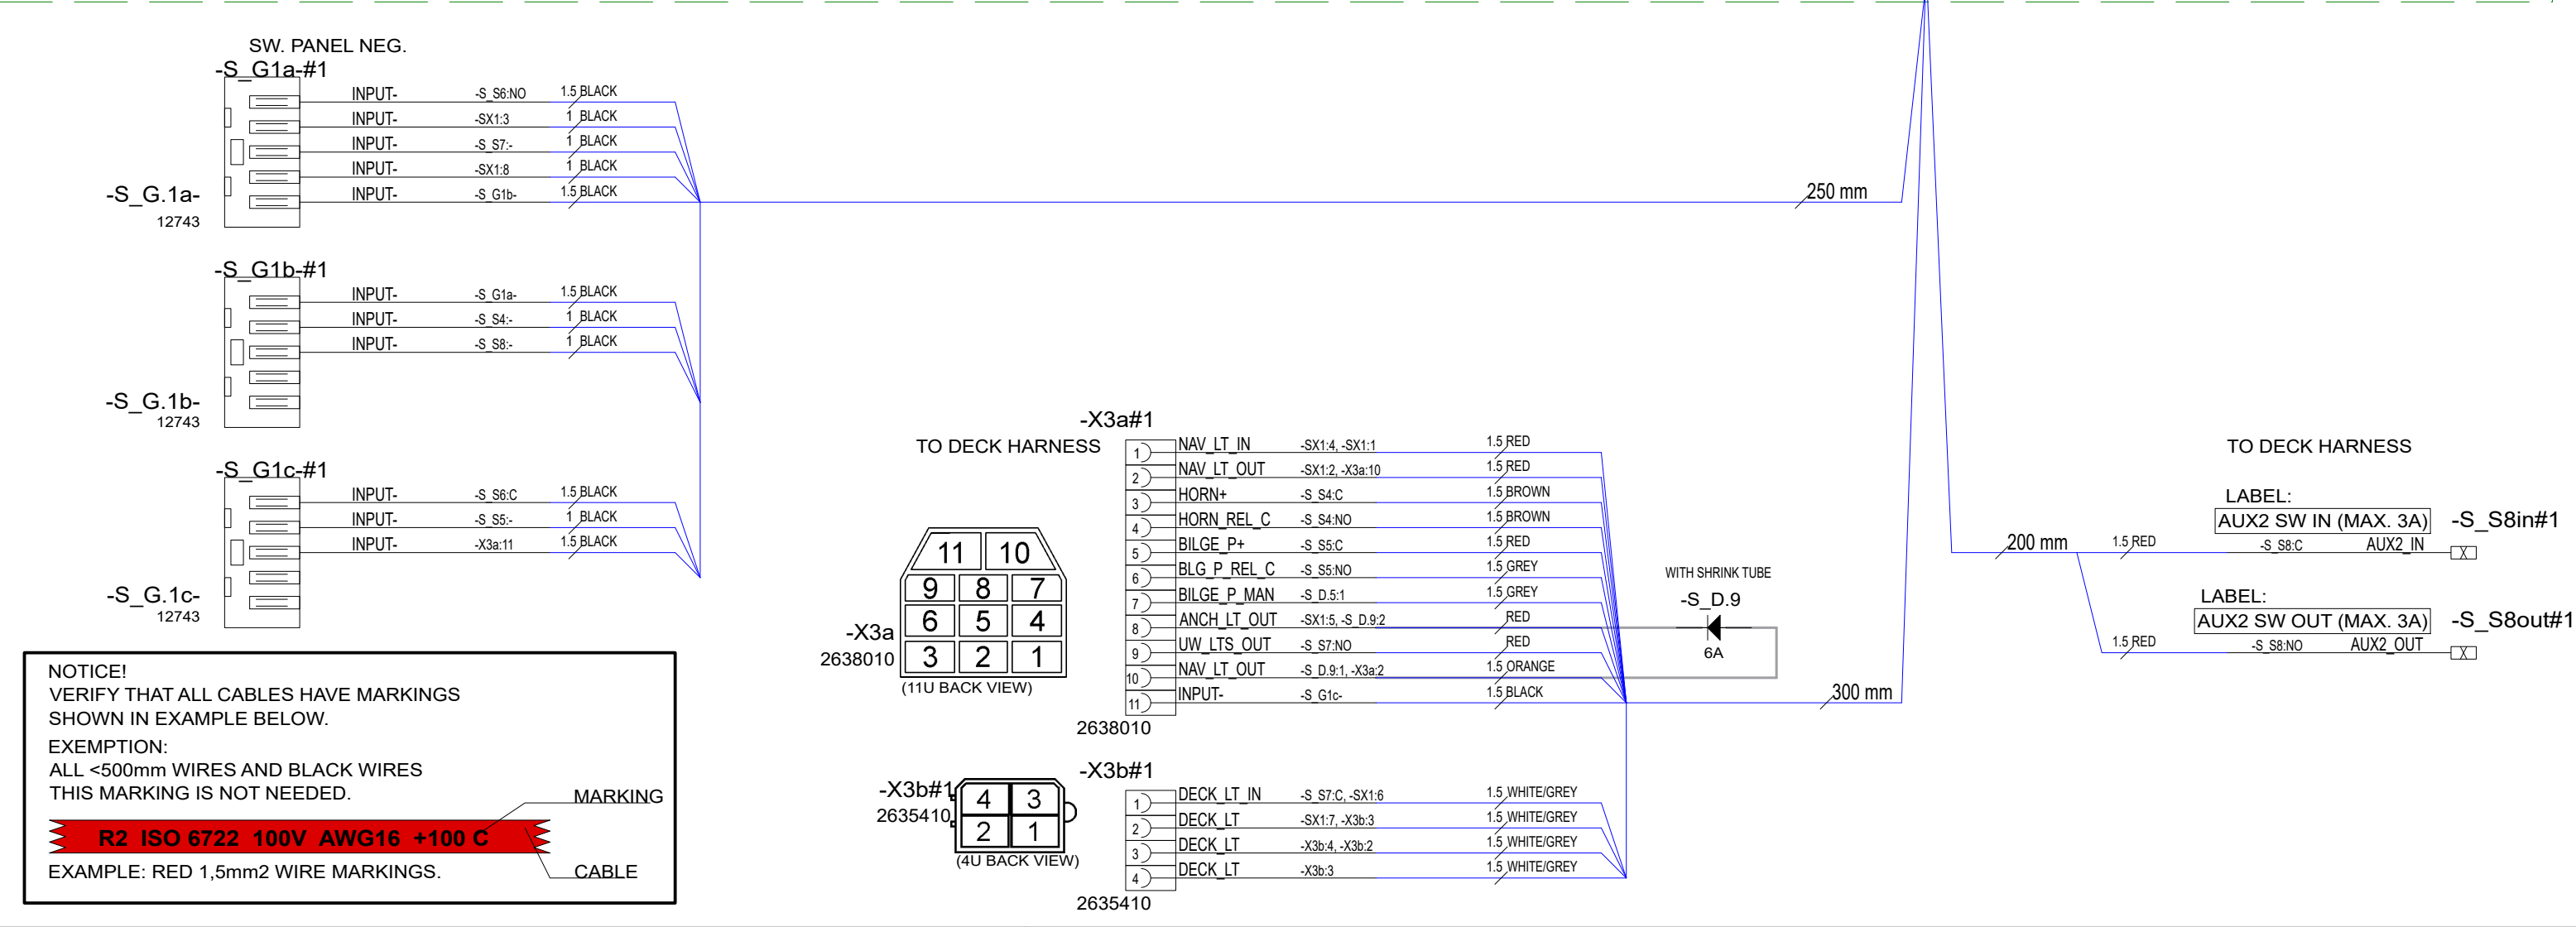 SW. PANEL NEG.
-S_G1a-#1
INPUT- -S_S6:NO 1.5 BLACK
INPUT- -SX1:3 1 BLACK
INPUT- -S_S7:- 1 BLACK
INPUT- -SX1:8 1 BLACK
INPUT- -S_G1b- 1.5 BLACK
-S_G.1a-
12743
250 mm
-S_G1b-#1
INPUT- -S_G1a- 1.5 BLACK
INPUT- -S_S4:- 1 BLACK
INPUT- -S_S8:- 1 BLACK
-S_G.1b-
12743
-S_G1c-#1
INPUT- -S_S6:C 1.5 BLACK
INPUT- -S_S5:- 1 BLACK
INPUT- -X3a:11 1.5 BLACK
-S_G.1c-
12743
-X3a#1
TO DECK HARNESS
1 NAV_LT_IN -SX1:4, -SX1:1 1.5 RED
2 NAV_LT_OUT -SX1:2, -X3a:10 1.5 RED
3 HORN+ -S_S4:C 1.5 BROWN
4 HORN_REL_C -S_S4:NO 1.5 BROWN
5 BILGE_P+ -S_S5:C 1.5 RED
6 BLG_P_REL_C -S_S5:NO 1.5 GREY
7 BILGE_P_MAN -S_D.5:1 1.5 GREY
8 ANCH_LT_OUT -SX1:5, -S_D.9:2 RED
9 UW_LTS_OUT -S_S7:NO RED
10 NAV_LT_OUT -S_D.9:1, -X3a:2 1.5 ORANGE
11 INPUT- -S_G1c- 1.5 BLACK
2638010
11 10
9 8 7
6 5 4
3 2 1
-X3a
2638010
(11U BACK VIEW)
WITH SHRINK TUBE
-S_D.9
6A
300 mm
-X3b#1
1 DECK_LT_IN -S_S7:C, -SX1:6 1.5 WHITE/GREY
2 DECK_LT -SX1:7, -X3b:3 1.5 WHITE/GREY
3 DECK_LT -X3b:4, -X3b:2 1.5 WHITE/GREY
4 DECK_LT -X3b:3 1.5 WHITE/GREY
2635410
-X3b#1
2635410
4 3
2 1
(4U BACK VIEW)
TO DECK HARNESS
LABEL:
AUX2 SW IN (MAX. 3A) -S_S8in#1
200 mm 1.5 RED -S_S8:C AUX2_IN X
LABEL:
AUX2 SW OUT (MAX. 3A) -S_S8out#1
1.5 RED -S_S8:NO AUX2_OUT X
NOTICE!
VERIFY THAT ALL CABLES HAVE MARKINGS
SHOWN IN EXAMPLE BELOW.
EXEMPTION:
ALL <500mm WIRES AND BLACK WIRES
THIS MARKING IS NOT NEEDED.
MARKING
R2 ISO 6722 100V AWG16 +100 C
EXAMPLE: RED 1,5mm2 WIRE MARKINGS.
CABLE